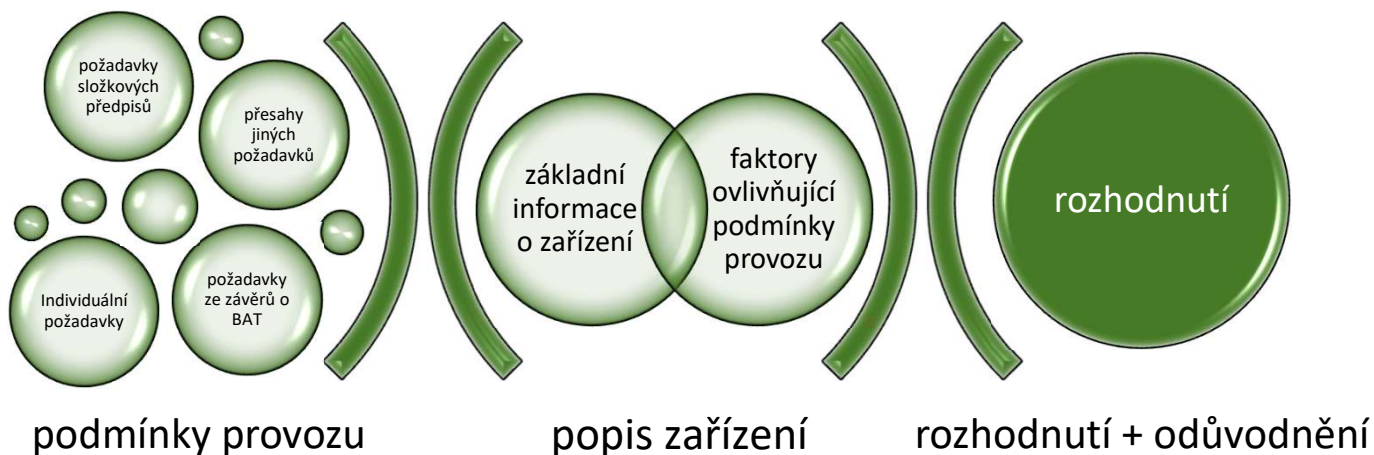 požadavky
složkových
předpisů
přesahy
jiných
požadavků
Individuální
požadavky
požadavky
ze závěrů o
BAT
základní
informace
o zařízení
faktory
ovlivňující
podmínky
provozu
rozhodnutí
podmínky provozu
popis zařízení
rozhodnutí + odůvodnění